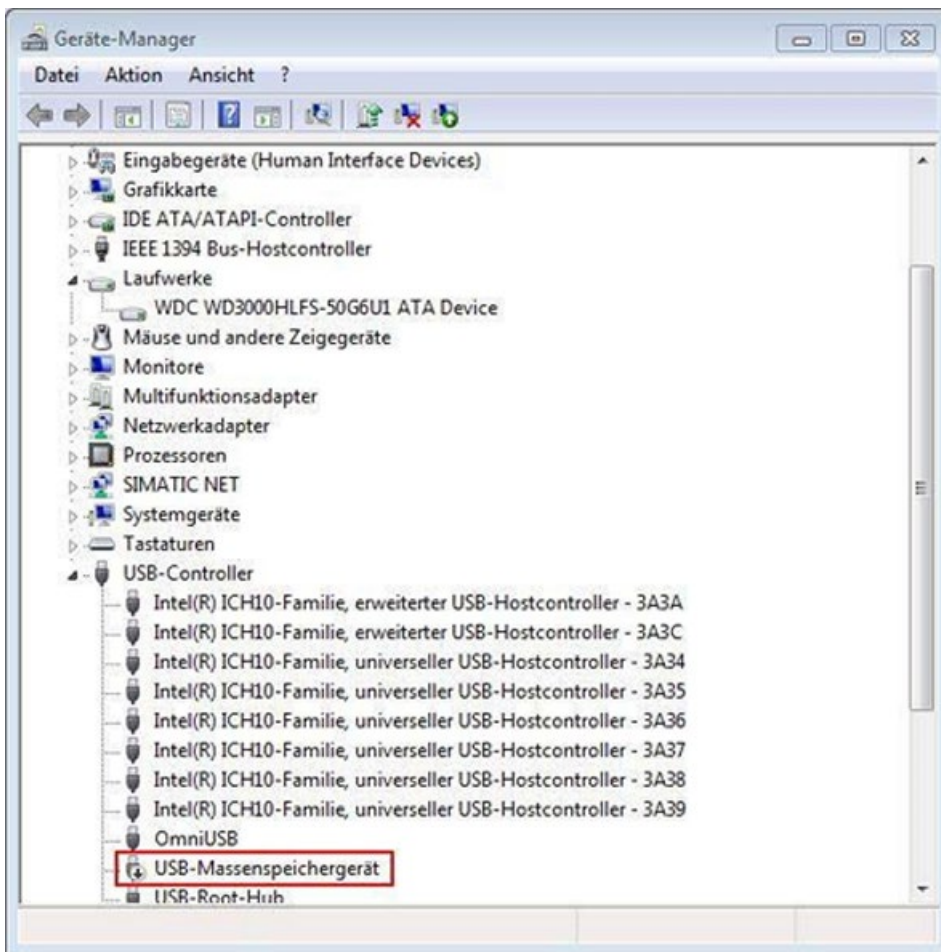 Geräte-Manager
Datei Aktion Ansicht ?
Eingabegeräte (Human Interface Devices)
Grafikkarte
IDE ATA/ATAPI-Controller
IEEE 1394 Bus-Hostcontroller
Laufwerke
WDC WD3000HLFS-50G6U1 ATA Device
Mäuse und andere Zeigegeräte
Monitore
Multifunktionsadapter
Netzwerkadapter
Prozessoren
SIMATIC NET
Systemgeräte
Tastaturen
USB-Controller
Intel(R) ICH10-Familie, erweiterter USB-Hostcontroller - 3A3A
Intel(R) ICH10-Familie, erweiterter USB-Hostcontroller - 3A3C
Intel(R) ICH10-Familie, universeller USB-Hostcontroller - 3A34
Intel(R) ICH10-Familie, universeller USB-Hostcontroller - 3A35
Intel(R) ICH10-Familie, universeller USB-Hostcontroller - 3A36
Intel(R) ICH10-Familie, universeller USB-Hostcontroller - 3A37
Intel(R) ICH10-Familie, universeller USB-Hostcontroller - 3A38
Intel(R) ICH10-Familie, universeller USB-Hostcontroller - 3A39
OmniUSB
USB-Massenspeichergerät
USB-Root-Hub